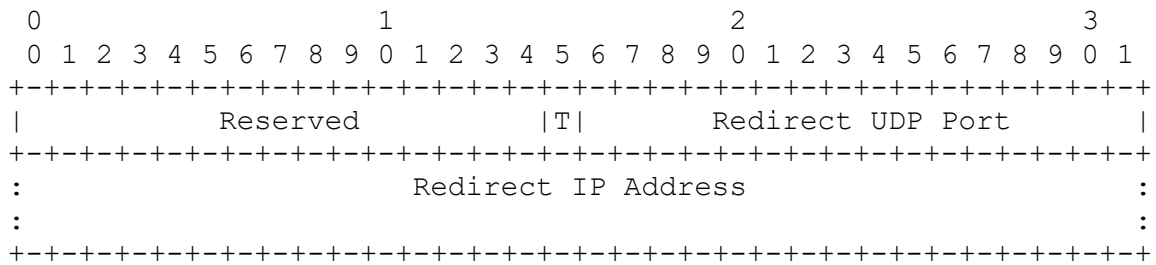 0                   1                   2                   3
 0 1 2 3 4 5 6 7 8 9 0 1 2 3 4 5 6 7 8 9 0 1 2 3 4 5 6 7 8 9 0 1
+-+-+-+-+-+-+-+-+-+-+-+-+-+-+-+-+-+-+-+-+-+-+-+-+-+-+-+-+-+-+-+-+
|           Reserved          |T|       Redirect UDP Port       |
+-+-+-+-+-+-+-+-+-+-+-+-+-+-+-+-+-+-+-+-+-+-+-+-+-+-+-+-+-+-+-+-+
:                      Redirect IP Address                      :
:                                                               :
+-+-+-+-+-+-+-+-+-+-+-+-+-+-+-+-+-+-+-+-+-+-+-+-+-+-+-+-+-+-+-+-+